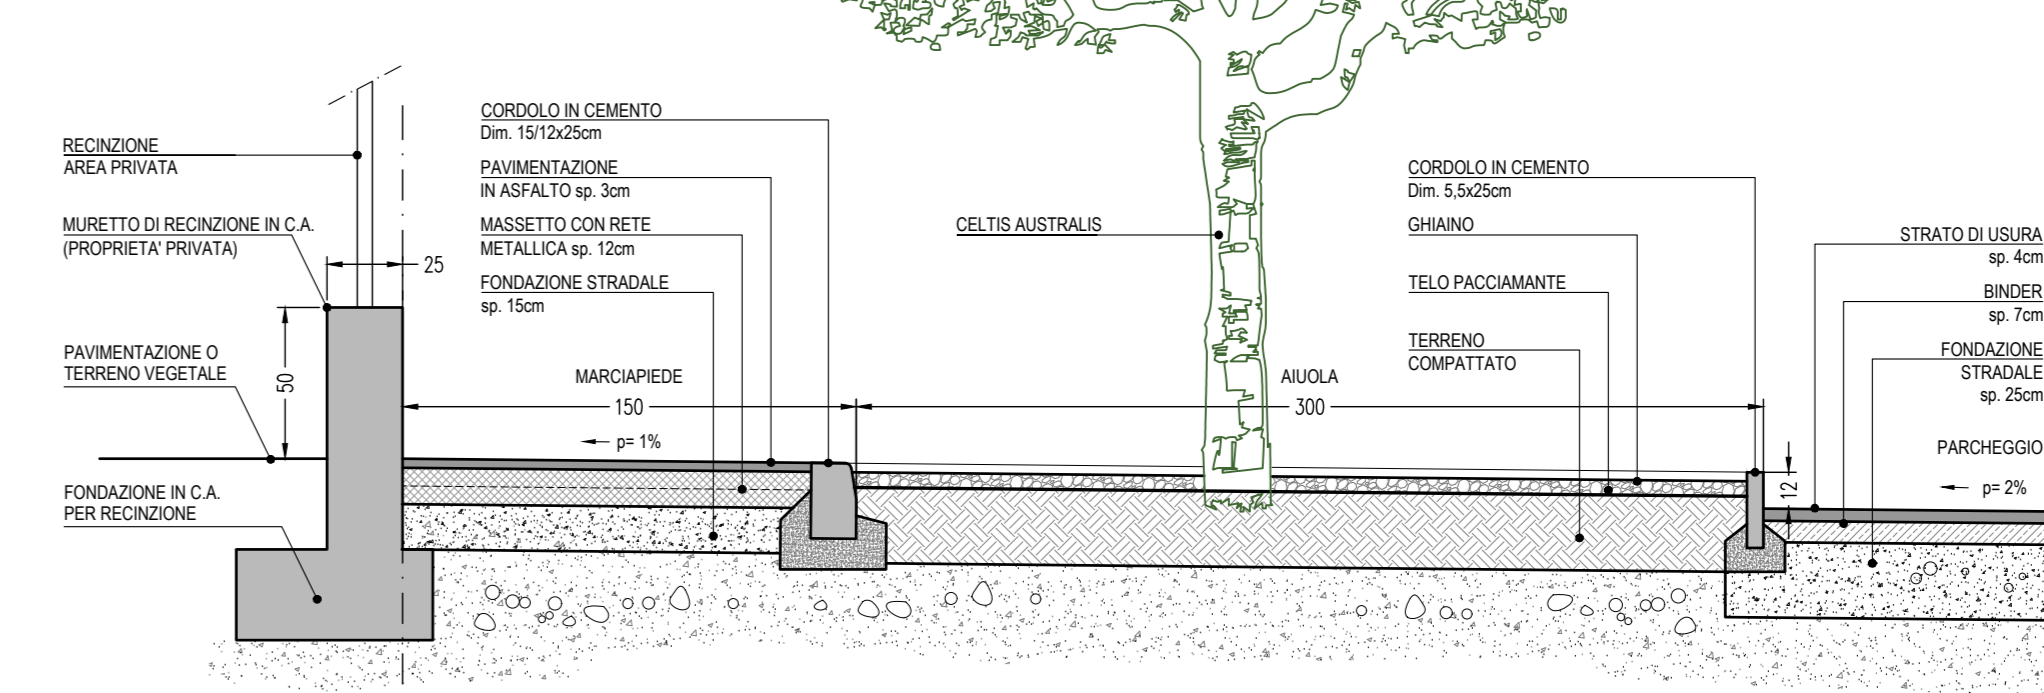 RECINZIONE
AREA PRIVATA
MURETTO DI RECINZIONE IN C.A.
(PROPRIETA' PRIVATA)
25
50
PAVIMENTAZIONE O
TERRENO VEGETALE
FONDAZIONE IN C.A.
PER RECINZIONE
CORDOLO IN CEMENTO
Dim. 15/12x25cm
PAVIMENTAZIONE
IN ASFALTO sp. 3cm
MASSETTO CON RETE
METALLICA sp. 12cm
FONDAZIONE STRADALE
sp. 15cm
MARCIAPIEDE
150
p= 1%
CELTIS AUSTRALIS
AIUOLA
300
CORDOLO IN CEMENTO
Dim. 5,5x25cm
GHIAINO
TELO PACCIAMANTE
TERRENO
COMPATTATO
12
STRATO DI USURA
sp. 4cm
BINDER
sp. 7cm
FONDAZIONE
STRADALE
sp. 25cm
PARCHEGGIO
p= 2%